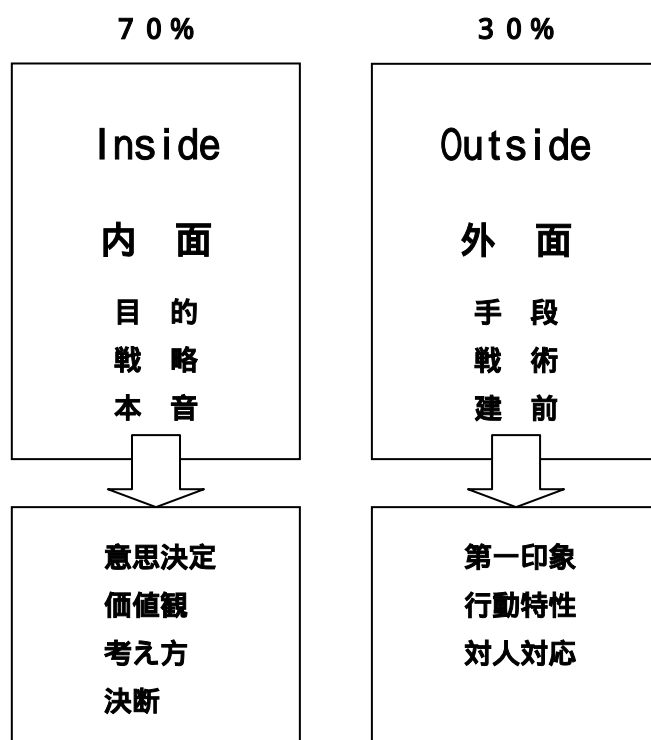 ７０%
Inside
内 面
目 的
戦 略
本 音
意思決定
価値観
考え方
決断
３０%
Outside
外 面
手 段
戦 術
建 前
第一印象
行動特性
対人対応